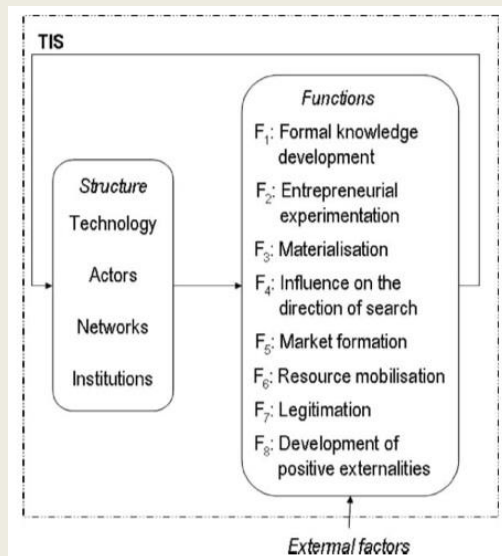 TIS
Structure
Technology
Actors
Networks
Institutions
Functions
F₁: Formal knowledge
development
F₂: Entrepreneurial
experimentation
F₃: Materialisation
F₄: Influence on the
direction of search
F₅: Market formation
F₆: Resource mobilisation
F₇: Legitimation
F₈: Development of
positive externalities
External factors